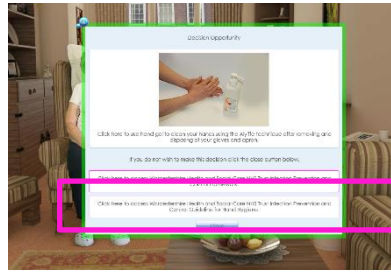 Decision Opportunity
Click here to use hand gel to clean your hands using the Ayliffe technique after removing and
disposing of your gloves and apron.
If you do not wish to make this decision click the close button below.
Click here to access Worcestershire Health and Social Care NHS Trust Infection Prevention and
Click here to access Worcestershire Health and Social Care NHS Trust Infection Prevention and
Control Guideline for Hand Hygiene